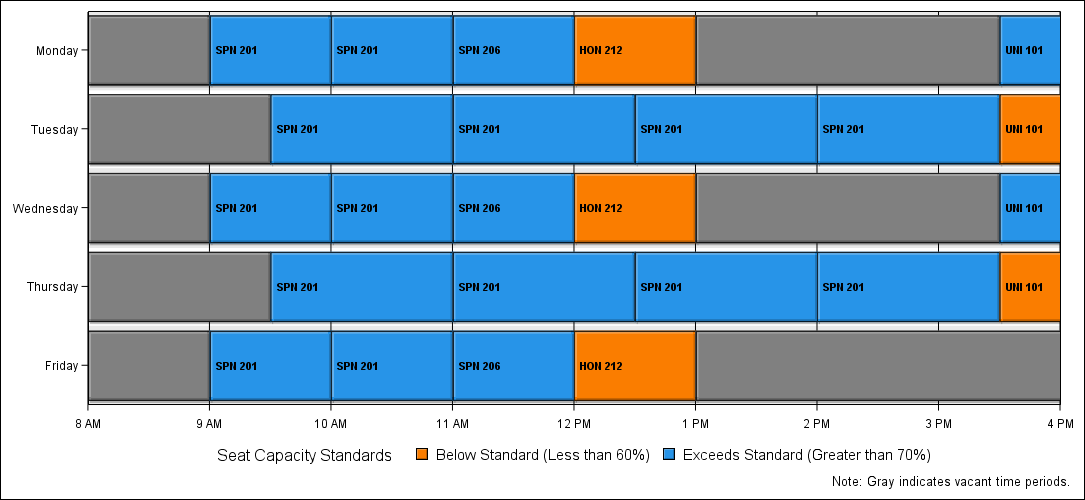 Monday SPN 201 SPN 201 SPN 206 HON 212 UNI 101
Tuesday SPN 201 SPN 201 SPN 201 SPN 201 UNI 101
Wednesday SPN 201 SPN 201 SPN 206 HON 212 UNI 101
Thursday SPN 201 SPN 201 SPN 201 SPN 201 UNI 101
Friday SPN 201 SPN 201 SPN 206 HON 212
8 AM 9 AM 10 AM 11 AM 12 PM 1 PM 2 PM 3 PM 4 PM
Seat Capacity Standards Below Standard (Less than 60%) Exceeds Standard (Greater than 70%)
Note: Gray indicates vacant time periods.